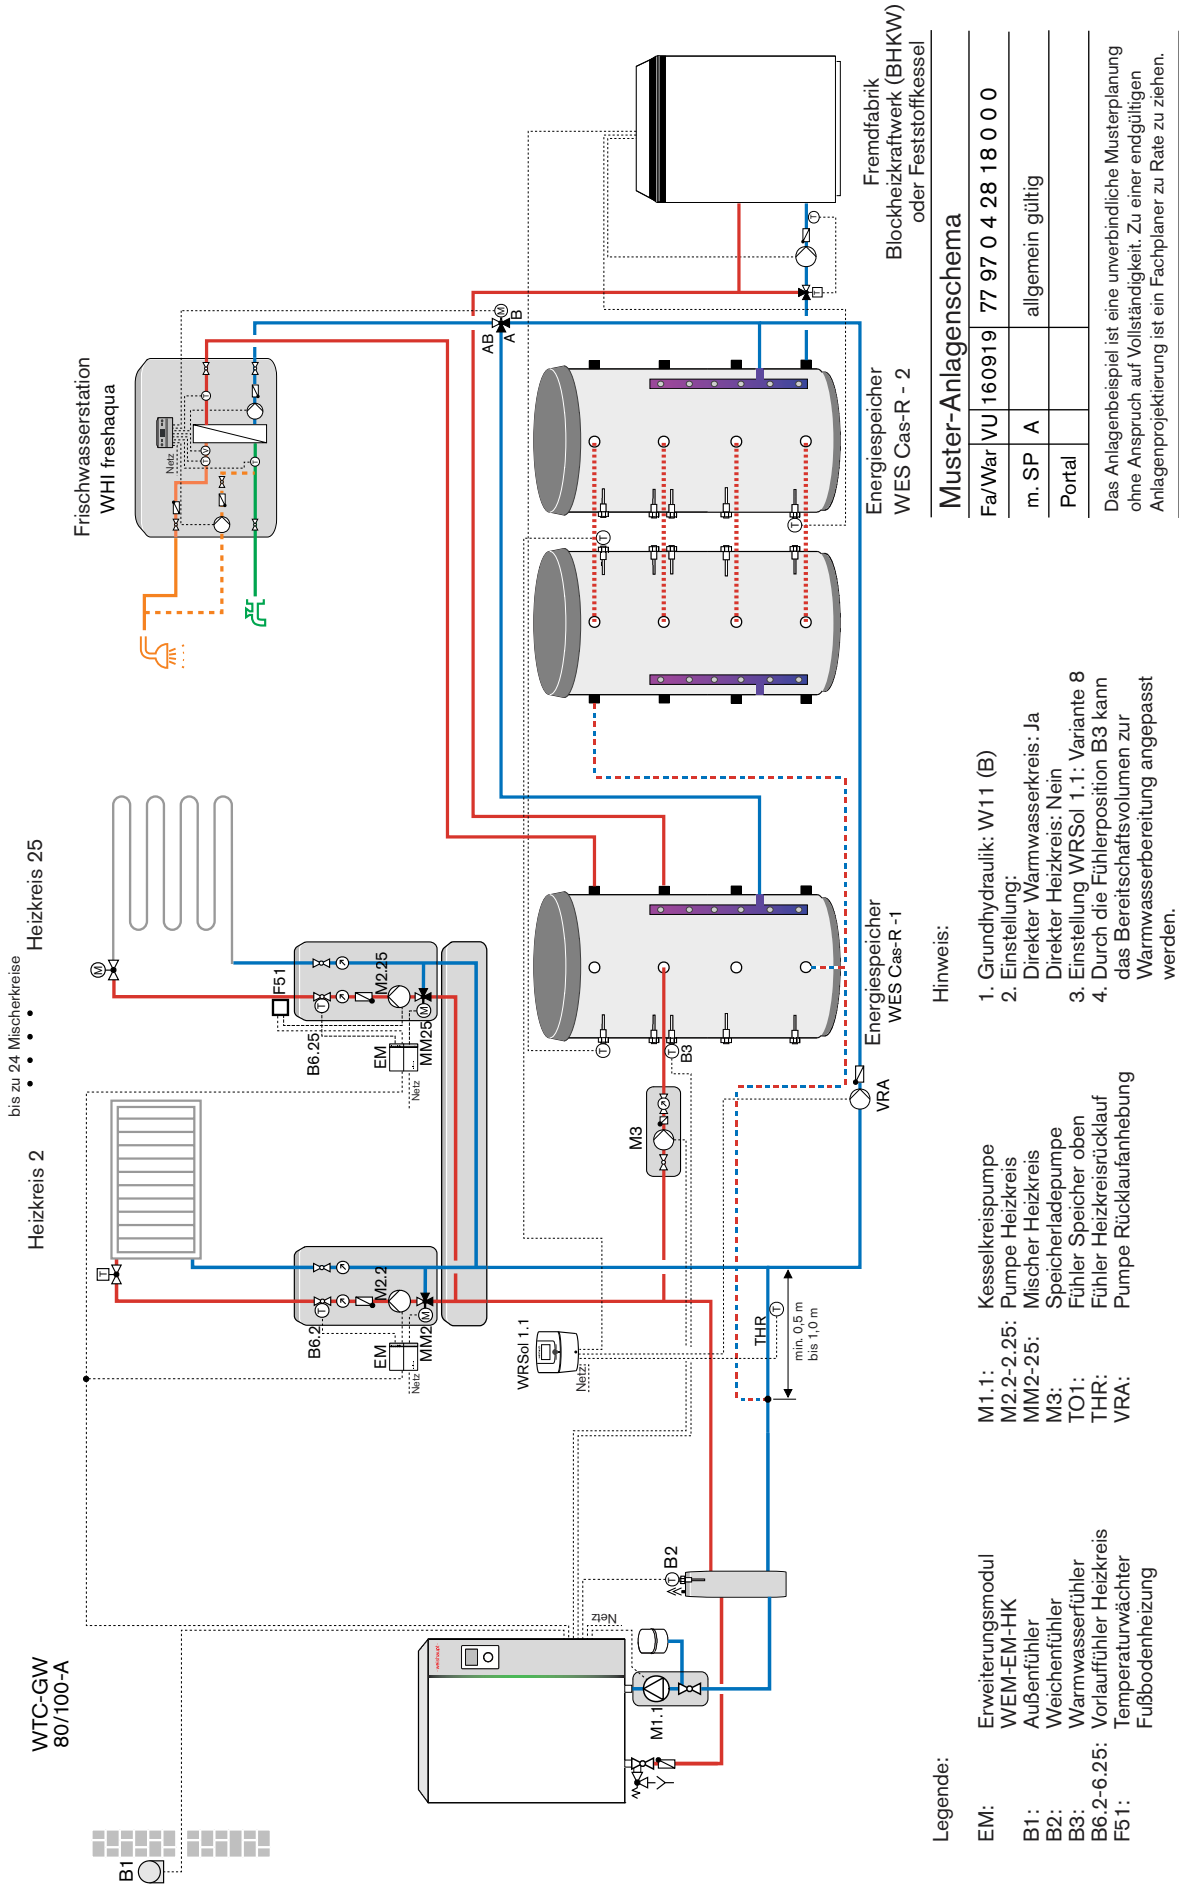 WTC-GW
80/100-A
B1
Heizkreis 2
bis zu 24 Mischerkreise
• • • •
Heizkreis 25
Frischwasserstation
WHI freshaqua
Netz
T
T
V
T
T
M
T
B6.2
M2.2
EM
MM2
M
Netz
T
M
F51
B6.25
M2.25
T
EM
MM25
M
Netz
AB
A
B
M
Fremdfabrik
Blockheizkraftwerk (BHKW)
oder Feststoffkessel
T
T
WRSol 1.1
Netz
M3
T
B3
T
T
T
weishaupt
M1.1
Netz
T
B2
THR
T
min. 0,5 m
bis 1,0 m
VRA
Energiespeicher
WES Cas-R -1
Energiespeicher
WES Cas-R - 2
Legende:
EM: Erweiterungsmodul
WEM-EM-HK
B1: Außenfühler
B2: Weichenfühler
B3: Warmwasserfühler
B6.2-6.25: Vorlauffühler Heizkreis
F51: Temperaturwächter
Fußbodenheizung
M1.1: Kesselkreispumpe
M2.2-2.25: Pumpe Heizkreis
MM2-25: Mischer Heizkreis
M3: Speicherladepumpe
TO1: Fühler Speicher oben
THR: Fühler Heizkreisrücklauf
VRA: Pumpe Rücklaufanhebung
Hinweis:
1. Grundhydraulik: W11 (B)
2. Einstellung:
Direkter Warmwasserkreis: Ja
Direkter Heizkreis: Nein
3. Einstellung WRSol 1.1: Variante 8
4. Durch die Fühlerposition B3 kann
das Bereitschaftsvolumen zur
Warmwasserbereitung angepasst
werden.
Muster-Anlagenschema
Fa/War VU 160919 77 97 0 4 28 18 0 0 0
m. SP A allgemein gültig
Portal
Das Anlagenbeispiel ist eine unverbindliche Musterplanung
ohne Anspruch auf Vollständigkeit. Zu einer endgültigen
Anlagenprojektierung ist ein Fachplaner zu Rate zu ziehen.